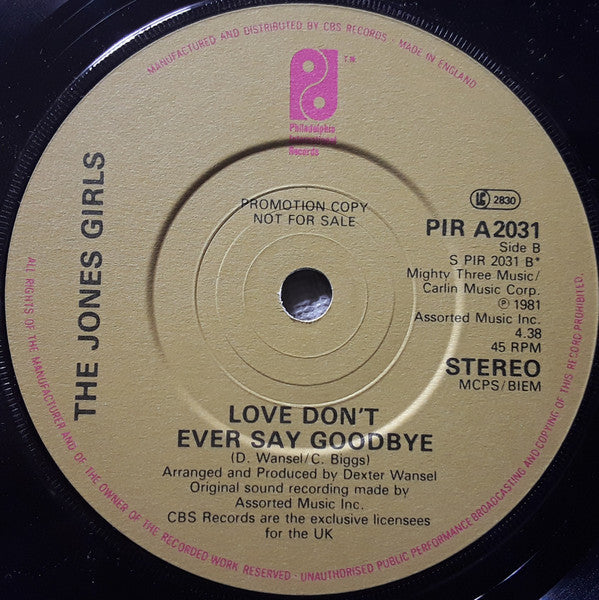 MANUFACTURED AND DISTRIBUTED BY CBS RECORDS · MADE IN ENGLAND
T.M.
Philadelphia
International
Records
THE JONES GIRLS
PROMOTION COPY
NOT FOR SALE
LC 2830
PIR A2031
Side B
S PIR 2031 B*
Mighty Three Music/
Carlin Music Corp.
℗ 1981
Assorted Music Inc.
4.38
45 RPM
STEREO
MCPS/BIEM
LOVE DON'T
EVER SAY GOODBYE
(D. Wansel/C. Biggs)
Arranged and Produced by Dexter Wansel
Original sound recording made by
Assorted Music Inc.
CBS Records are the exclusive licensees
for the UK
ALL RIGHTS OF THE MANUFACTURER AND OF THE OWNER OF THE RECORDED WORK RESERVED - UNAUTHORISED PUBLIC PERFORMANCE BROADCASTING AND COPYING OF THIS RECORD PROHIBITED.